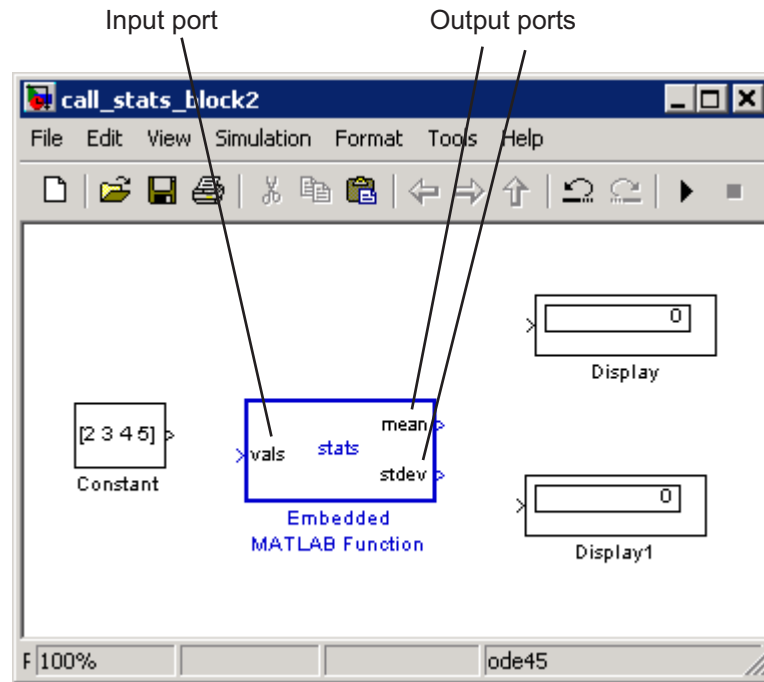 Input port
Output ports
call_stats_block2
File Edit View Simulation Format Tools Help
0
Display
[2 3 4 5]
Constant
vals
stats
mean
stdev
Embedded
MATLAB Function
0
Display1
F 100%
ode45